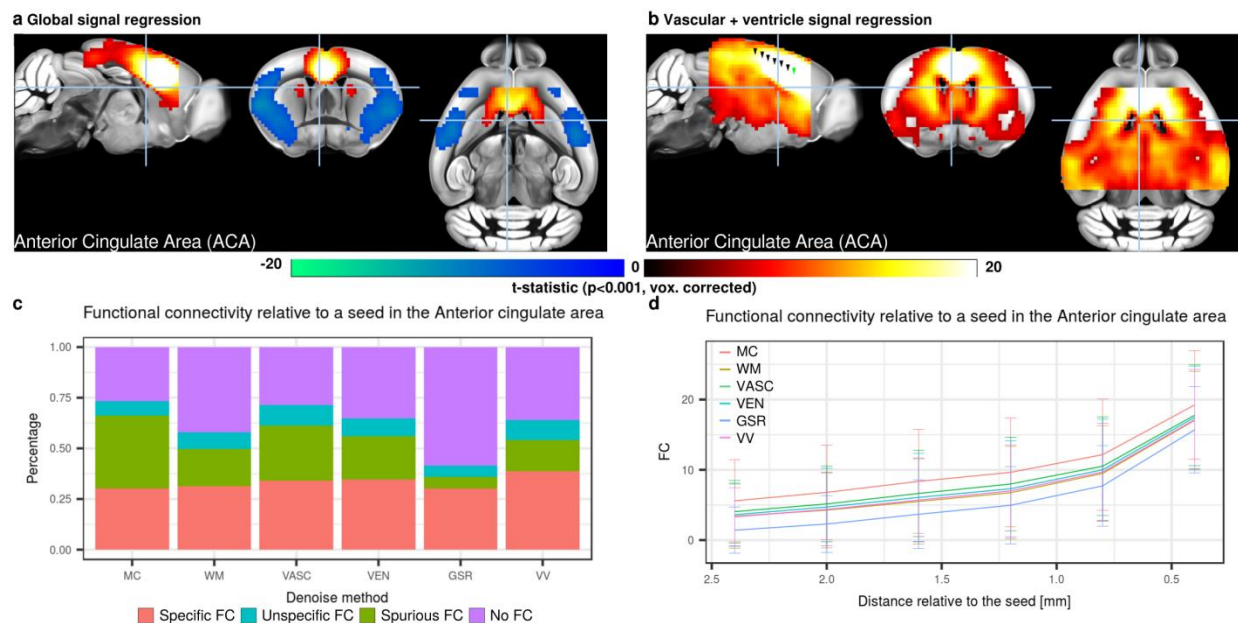 a Global signal regression
b Vascular + ventricle signal regression
Anterior Cingulate Area (ACA)
Anterior Cingulate Area (ACA)
-20
0
20
t-statistic (p<0.001, vox. corrected)
c
Functional connectivity relative to a seed in the Anterior cingulate area
1.00
0.75
0.50
0.25
0.00
Percentage
MC WM VASC VEN GSR VV
Denoise method
Specific FC Unspecific FC Spurious FC No FC
d
Functional connectivity relative to a seed in the Anterior cingulate area
MC
WM
VASC
VEN
GSR
VV
20
10
0
FC
2.5 2.0 1.5 1.0 0.5
Distance relative to the seed [mm]